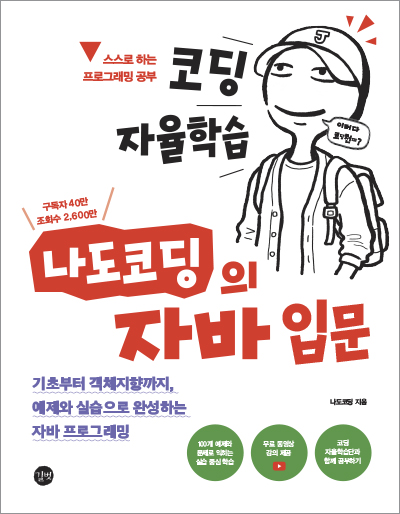 스스로 하는
프로그래밍 공부
코딩
자율학습
J
이러다
코딩
구독자 40만
조회수 2,600만
나도코딩의
자바 입문
기초부터 객체지향까지,
예제와 실습으로 완성하는
자바 프로그래밍
나도코딩 지음
100개 예제와
문제로 익히는
실습 중심 학습
무료 동영상
강의 제공
코딩
자율학습단과
함께 공부하기
길벗